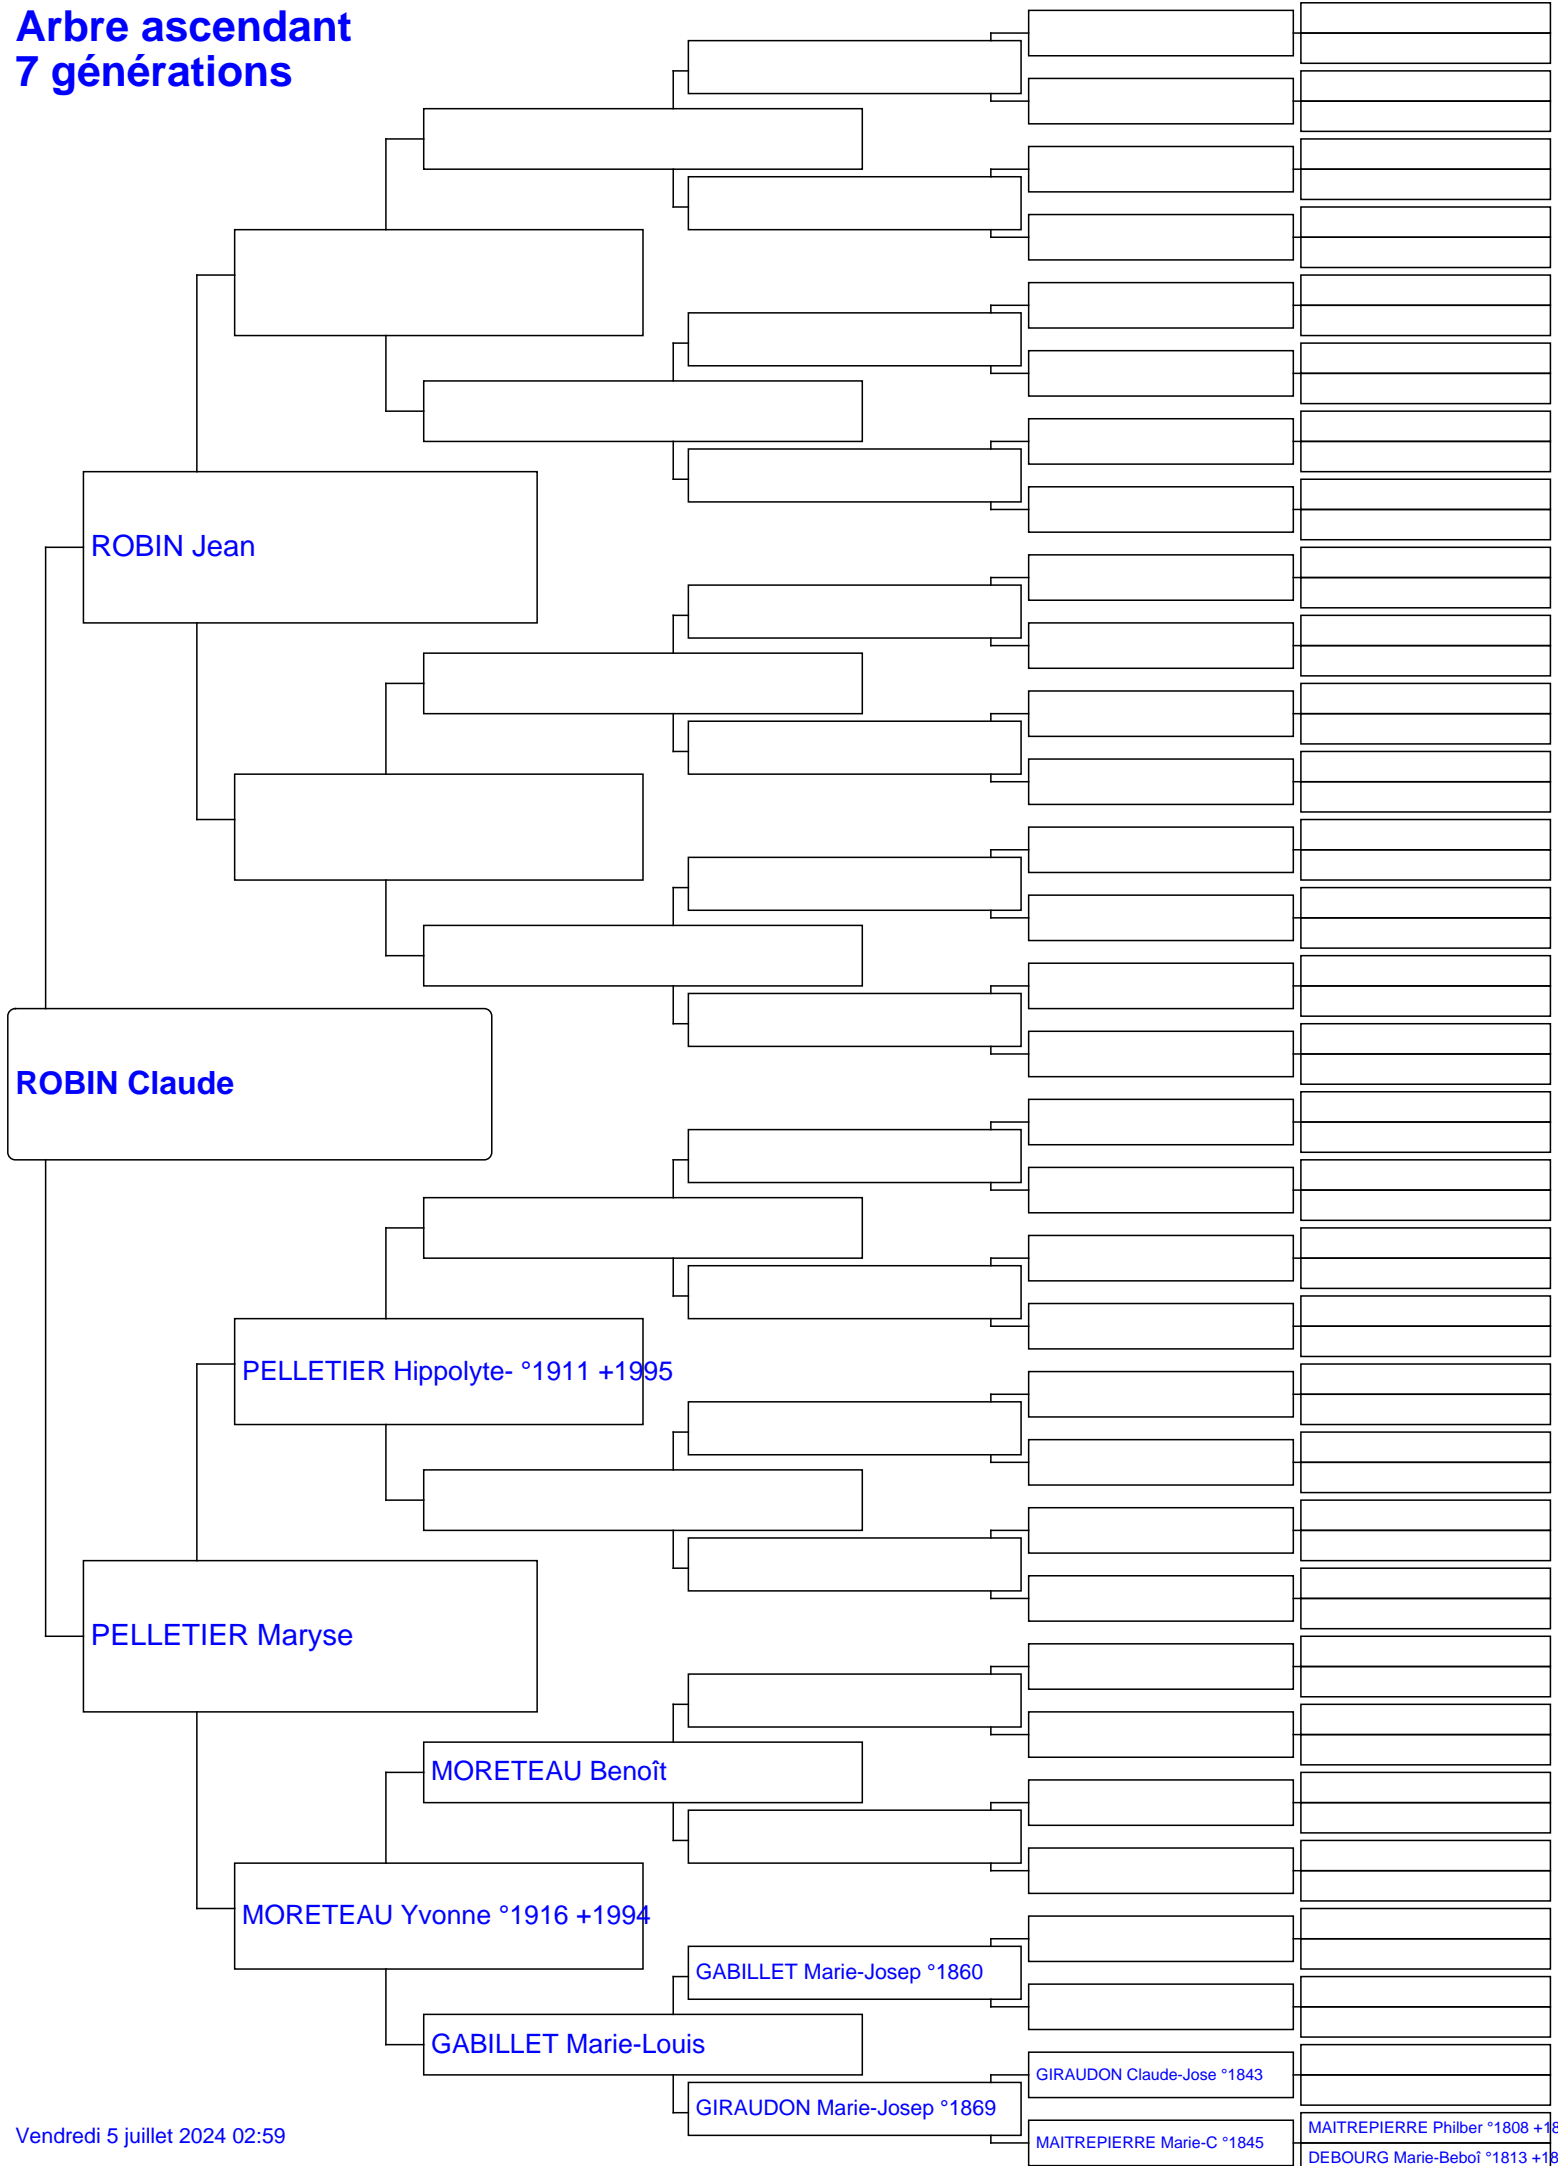 Arbre ascendant
7 générations
ROBIN Jean
ROBIN Claude
PELLETIER Hippolyte- °1911 +1995
PELLETIER Maryse
MORETEAU Benoît
MORETEAU Yvonne °1916 +1994
GABILLET Marie-Josep °1860
GABILLET Marie-Louis
GIRAUDON Claude-Jose °1843
GIRAUDON Marie-Josep °1869
MAITREPIERRE Philber °1808 +18
MAITREPIERRE Marie-C °1845
DEBOURG Marie-Beboî °1813 +18
Vendredi 5 juillet 2024 02:59